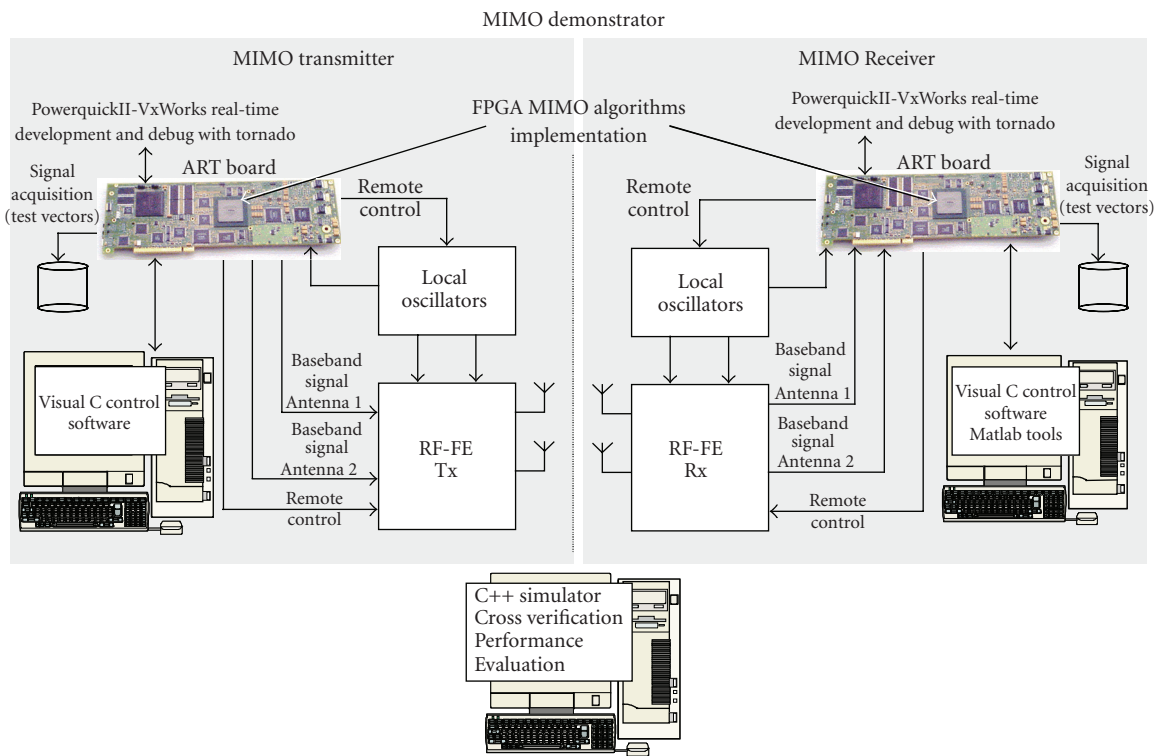 MIMO demonstrator
MIMO transmitter
PowerquickII-VxWorks real-time
development and debug with tornado
Signal
acquisition
(test vectors)
ART board
Remote
control
Local
oscillators
Visual C control
software
Baseband
signal
Antenna 1
Baseband
signal
Antenna 2
Remote
control
RF-FE
Tx
FPGA MIMO algorithms
implementation
MIMO Receiver
PowerquickII-VxWorks real-time
development and debug with tornado
ART board
Signal
acquisition
(test vectors)
Remote
control
Local
oscillators
RF-FE
Rx
Baseband
signal
Antenna 1
Baseband
signal
Antenna 2
Remote
control
Visual C control
software
Matlab tools
C++ simulator
Cross verification
Performance
Evaluation